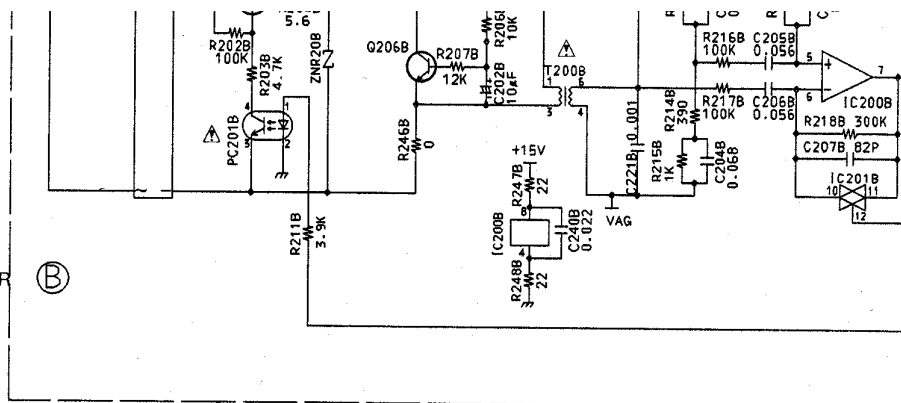 5.6
R202B
100K
R203B
4.7K
4
1
3
2
PC201B
ZNR20B
R211B
3.9K
Q206B
R207B
12K
R206B
10K
C202B
10µF
R246B
0
T200B
1
6
3
4
+15V
R247B
22
8
IC200B
4
C240B
0.022
R248B
22
C221B 0.001
VAG
R214B
390
R215B
1K
C204B
0.068
R216B
100K
C205B
0.056
R217B
100K
C206B
0.056
5
6
+
−
7
IC200B
R218B 300K
C207B 82P
IC201B
10
11
12
R
B